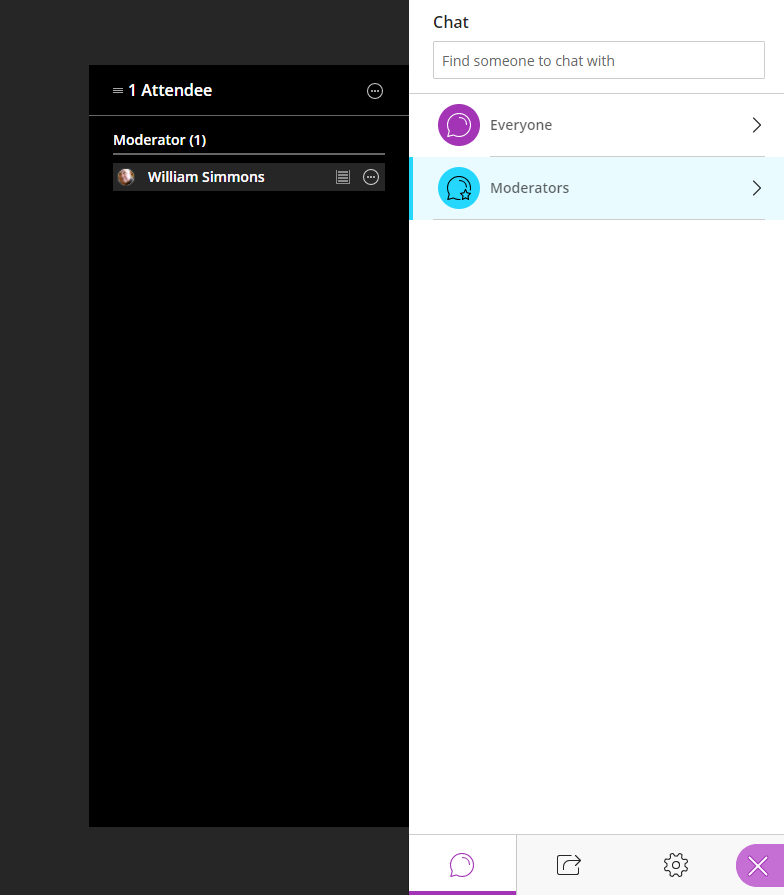 1 Attendee
Moderator (1)
William Simmons
Chat
Find someone to chat with
Everyone
Moderators